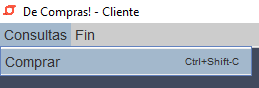 De Compras! - Cliente
Consultas Fin
Comprar Ctrl+Shift-C